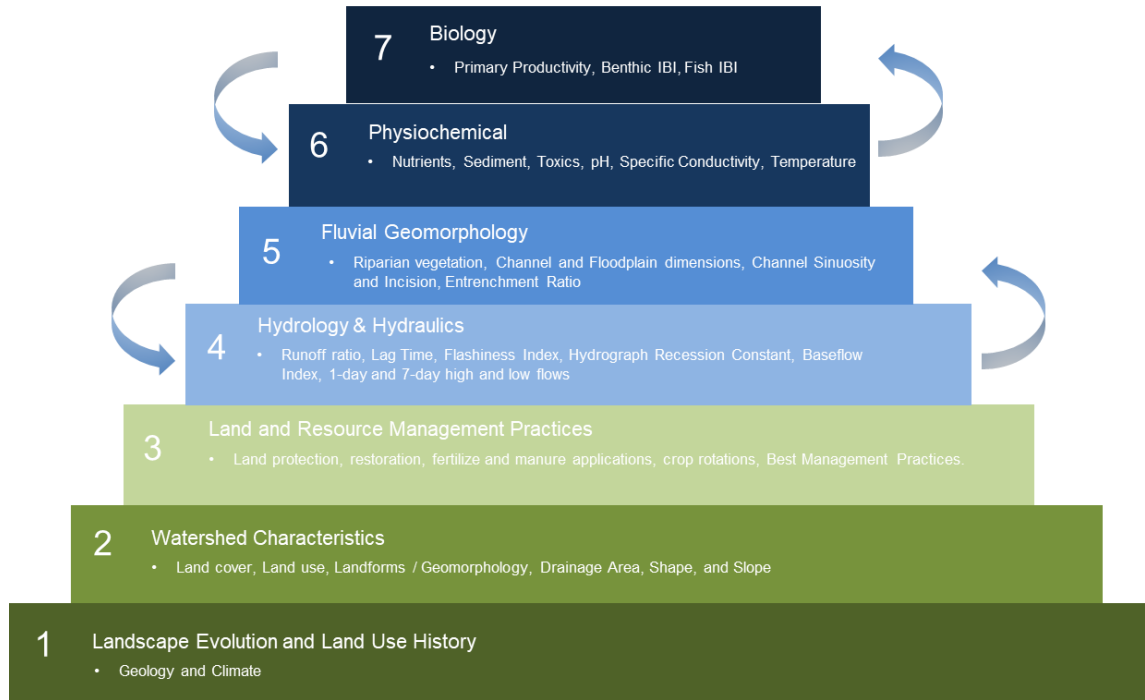 7
Biology
• Primary Productivity, Benthic IBI, Fish IBI
6
Physiochemical
• Nutrients, Sediment, Toxics, pH, Specific Conductivity, Temperature
5
Fluvial Geomorphology
• Riparian vegetation, Channel and Floodplain dimensions, Channel Sinuosity
and Incision, Entrenchment Ratio
4
Hydrology & Hydraulics
• Runoff ratio, Lag Time, Flashiness Index, Hydrograph Recession Constant, Baseflow
Index, 1-day and 7-day high and low flows
3
Land and Resource Management Practices
• Land protection, restoration, fertilize and manure applications, crop rotations, Best Management Practices.
2
Watershed Characteristics
• Land cover, Land use, Landforms / Geomorphology, Drainage Area, Shape, and Slope
1
Landscape Evolution and Land Use History
• Geology and Climate